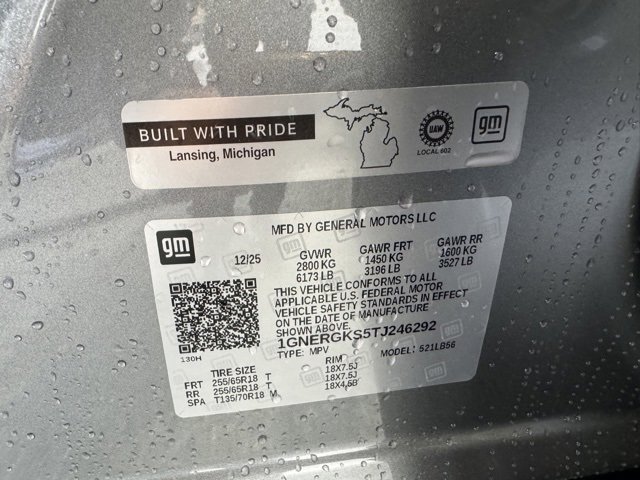 BUILT WITH PRIDE
Lansing, Michigan
UAW
LOCAL 602
gm
MFD BY GENERAL MOTORS LLC
gm
12/25
GVWR
2800 KG
6173 LB
GAWR FRT
1450 KG
3196 LB
GAWR RR
1600 KG
3527 LB
THIS VEHICLE CONFORMS TO ALL
APPLICABLE U.S. FEDERAL MOTOR
VEHICLE SAFETY STANDARDS IN EFFECT
ON THE DATE OF MANUFACTURE
SHOWN ABOVE.
1GNERGKS5TJ246292
TYPE: MPV MODEL: 521LB56
130H
TIRE SIZE RIM
FRT 255/65R18 T 18X7.5J
RR 255/65R18 T 18X7.5J
SPA T135/70R18 M 18X4.5B